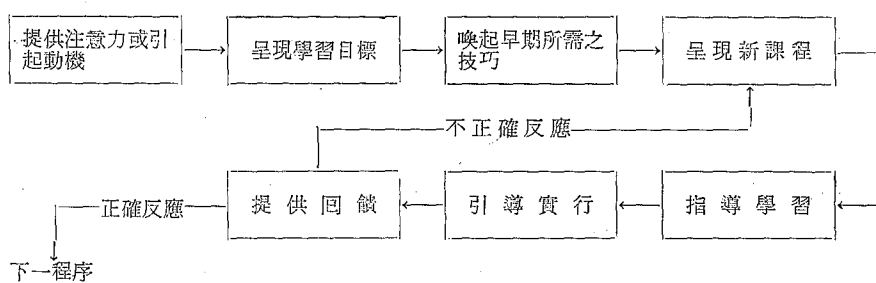 提供注意力或引
起動機
呈現學習目標
喚起早期所需之
技巧
呈現新課程
不正確反應
正確反應
提供回饋
引導實行
指導學習
下一程序